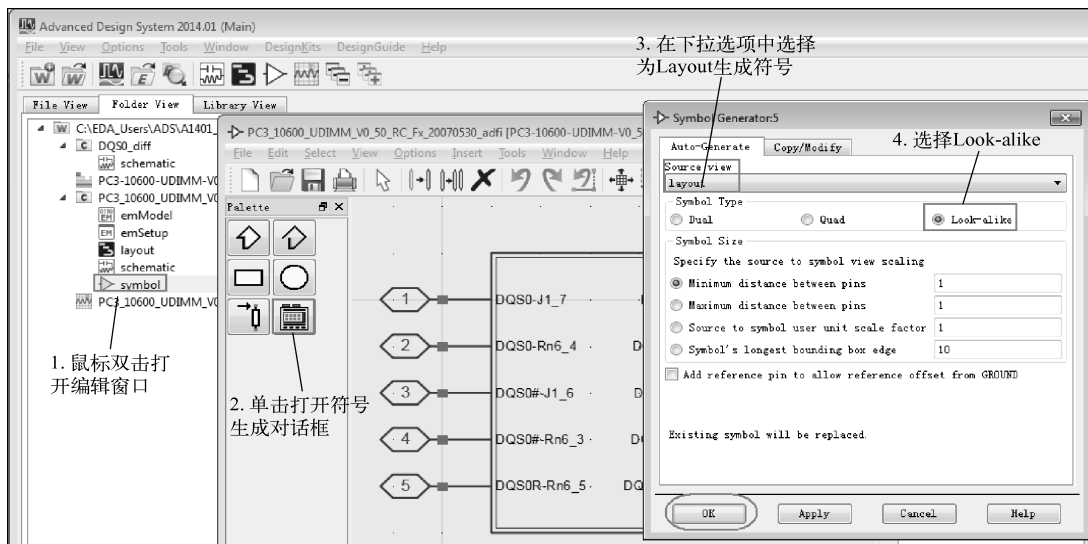 Advanced Design System 2014.01 (Main)
File View Options Tools Window DesignKits DesignGuide Help
3. 在下拉选项中选择
为Layout生成符号
File View Folder View Library View
C:\EDA_Users\ADS\A1401_
DQS0_diff
schematic
PC3-10600-UDIMM-V0
PC3_10600_UDIMM_V0
emModel
emSetup
layout
schematic
symbol
PC3_10600_UDIMM_V0
1. 鼠标双击打
开编辑窗口
PC3_10600_UDIMM_V0_50_RC_Fx_20070530_adfi [PC3-10600-UDIMM-V0_5
File Edit Select View Options Insert Tools Window Help
Palette
2. 单击打开符号
生成对话框
1 DQS0-J1_7
2 DQS0-Rn6_4
3 DQS0#-J1_6
4 DQS0#-Rn6_3
5 DQS0R-Rn6_5
D
D
D
DQ
Symbol Generator:5
Auto-Generate Copy/Modify
4. 选择Look-alike
Source view
layout
Symbol Type
Dual Quad Look-alike
Symbol Size
Specify the source to symbol view scaling
Minimum distance between pins 1
Maximum distance between pins 1
Source to symbol user unit scale factor 1
Symbol's longest bounding box edge 10
Add reference pin to allow reference offset from GROUND
Existing symbol will be replaced.
OK Apply Cancel Help